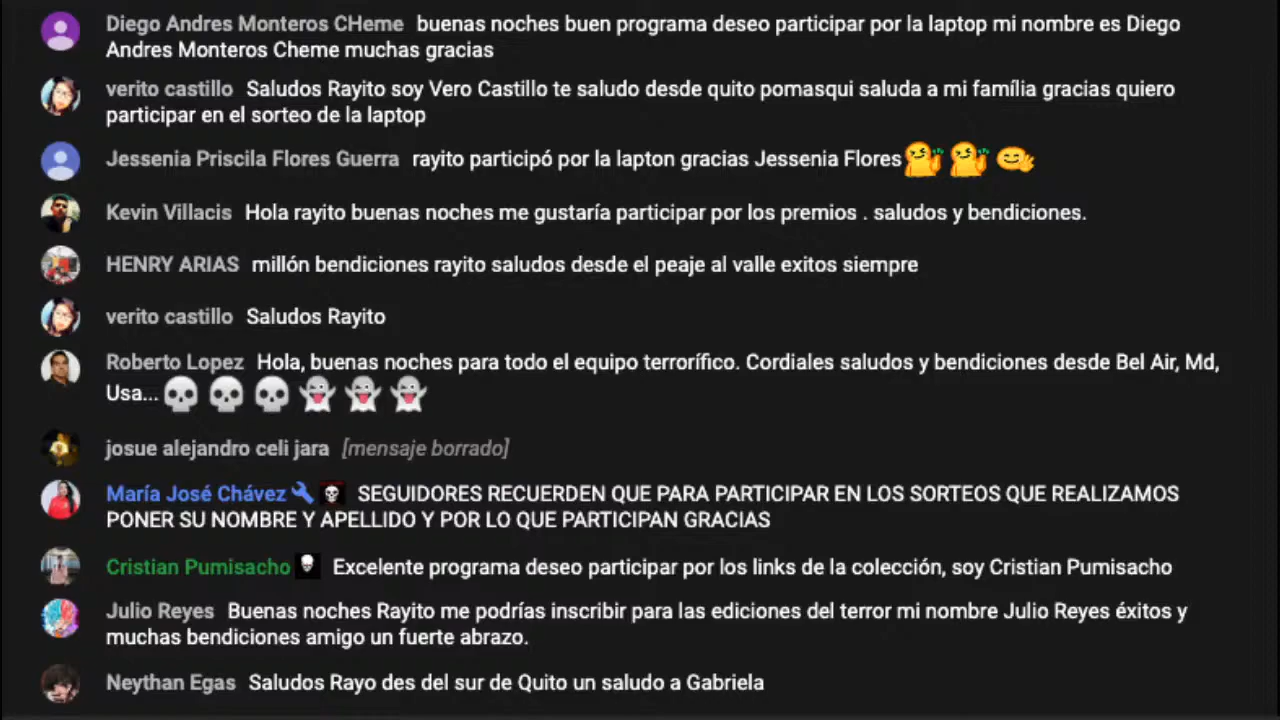 Diego Andres Monteros CHeme buenas noches buen programa deseo participar por la laptop mi nombre es Diego
Andres Monteros Cheme muchas gracias
verito castillo Saludos Rayito soy Vero Castillo te saludo desde quito pomasqui saluda a mi família gracias quiero
participar en el sorteo de la laptop
Jessenia Priscila Flores Guerra rayito participó por la lapton gracias Jessenia Flores
Kevin Villacis Hola rayito buenas noches me gustaría participar por los premios . saludos y bendiciones.
HENRY ARIAS millón bendiciones rayito saludos desde el peaje al valle exitos siempre
verito castillo Saludos Rayito
Roberto Lopez Hola, buenas noches para todo el equipo terrorífico. Cordiales saludos y bendiciones desde Bel Air, Md,
Usa...
josue alejandro celi jara [mensaje borrado]
María José Chávez SEGUIDORES RECUERDEN QUE PARA PARTICIPAR EN LOS SORTEOS QUE REALIZAMOS
PONER SU NOMBRE Y APELLIDO Y POR LO QUE PARTICIPAN GRACIAS
Cristian Pumisacho Excelente programa deseo participar por los links de la colección, soy Cristian Pumisacho
Julio Reyes Buenas noches Rayito me podrías inscribir para las ediciones del terror mi nombre Julio Reyes éxitos y
muchas bendiciones amigo un fuerte abrazo.
Neythan Egas Saludos Rayo des del sur de Quito un saludo a Gabriela